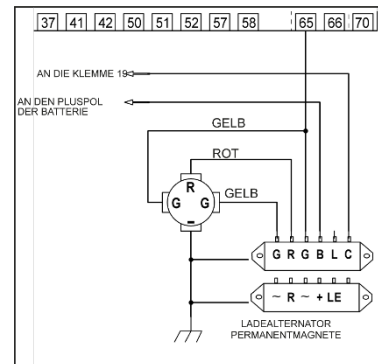 37 41 42 50 51 52 57 58 65 66 70
AN DIE KLEMME 19
AN DEN PLUSPOL
DER BATTERIE
GELB
ROT
R
G G
-
GELB
G R G B L C
~ R ~ + LE
LADEALTERNATOR
PERMANENTMAGNETE